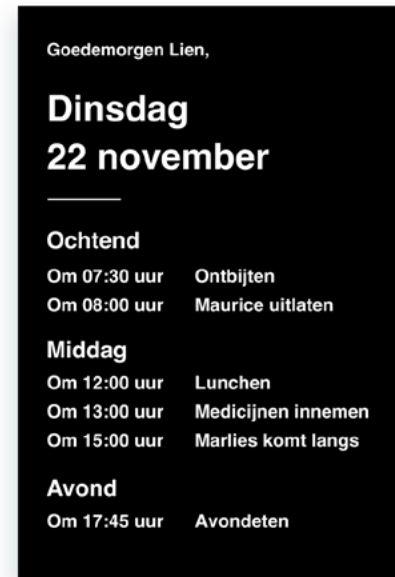 Goedemorgen Lien,
Dinsdag
22 november
Ochtend
Om 07:30 uur Ontbijten
Om 08:00 uur Maurice uitlaten
Middag
Om 12:00 uur Lunchen
Om 13:00 uur Medicijnen innemen
Om 15:00 uur Marlies komt langs
Avond
Om 17:45 uur Avondeten